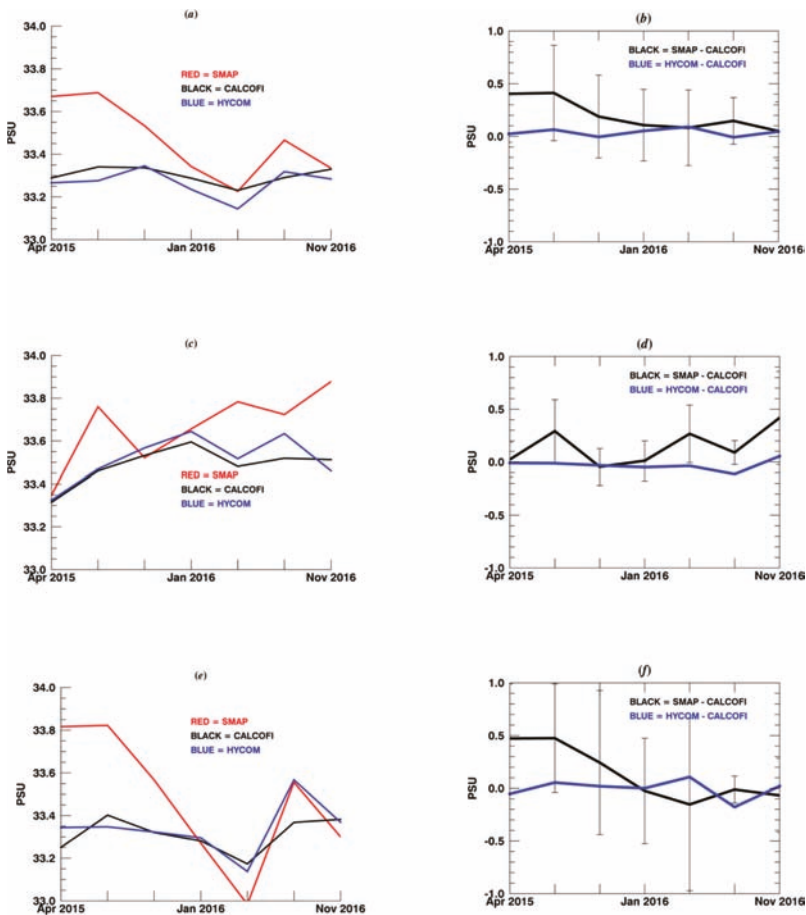 (a)
34.0
33.8
33.6
33.4
33.2
33.0
PSU
RED = SMAP
BLACK = CALCOFI
BLUE = HYCOM
Apr 2015
Jan 2016
Nov 2016
(b)
1.0
0.5
0.0
-0.5
-1.0
PSU
BLACK = SMAP - CALCOFI
BLUE = HYCOM - CALCOFI
Apr 2015
Jan 2016
Nov 2016
(c)
34.0
33.8
33.6
33.4
33.2
33.0
PSU
RED = SMAP
BLACK = CALCOFI
BLUE = HYCOM
Apr 2015
Jan 2016
Nov 2016
(d)
1.0
0.5
0.0
-0.5
-1.0
PSU
BLACK = SMAP - CALCOFI
BLUE = HYCOM - CALCOFI
Apr 2015
Jan 2016
Nov 2016
(e)
34.0
33.8
33.6
33.4
33.2
33.0
PSU
RED = SMAP
BLACK = CALCOFI
BLUE = HYCOM
Apr 2015
Jan 2016
Nov 2016
(f)
1.0
0.5
0.0
-0.5
-1.0
PSU
BLACK = SMAP - CALCOFI
BLUE = HYCOM - CALCOFI
Apr 2015
Jan 2016
Nov 2016